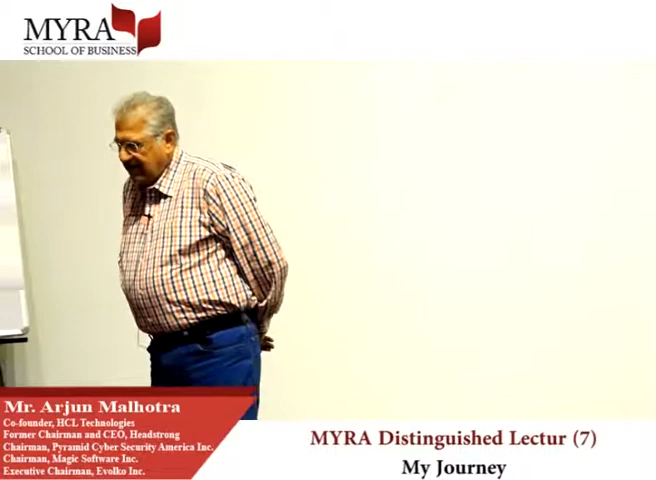 MYRA
SCHOOL OF BUSINESS
Mr. Arjun Malhotra
Co-founder, HCL Technologies
Former Chairman and CEO, Headstrong
Chairman, Pyramid Cyber Security America Inc.
Chairman, Magic Software Inc.
Executive Chairman, Evolko Inc.
MYRA Distinguished Lectur (7)
My Journey